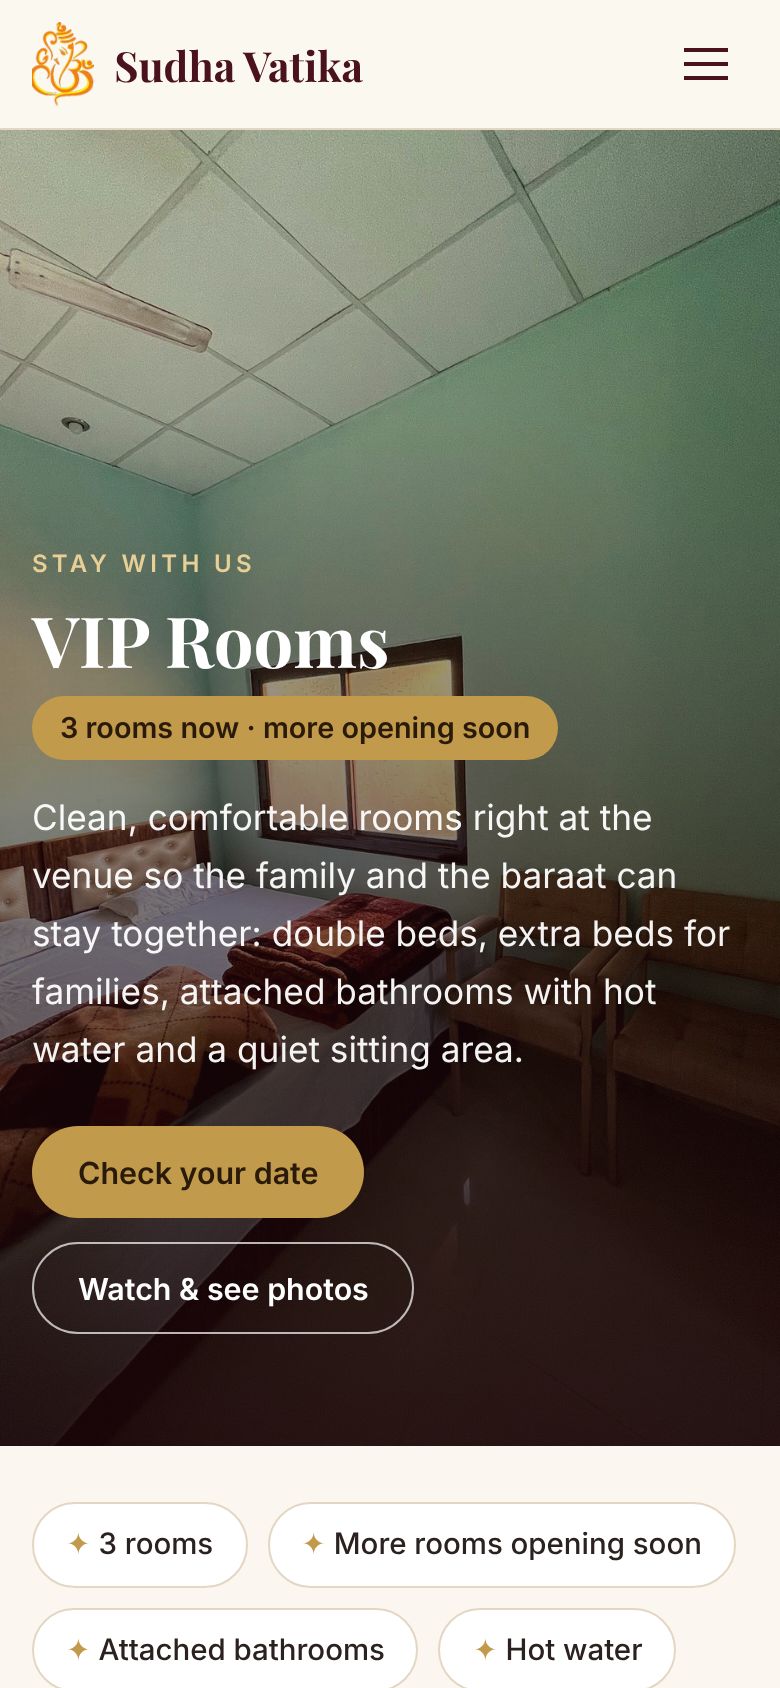 Sudha Vatika
STAY WITH US
VIP Rooms
3 rooms now · more opening soon
Clean, comfortable rooms right at the
venue so the family and the baraat can
stay together: double beds, extra beds for
families, attached bathrooms with hot
water and a quiet sitting area.
Check your date
Watch & see photos
✦ 3 rooms
✦ More rooms opening soon
✦ Attached bathrooms
✦ Hot water